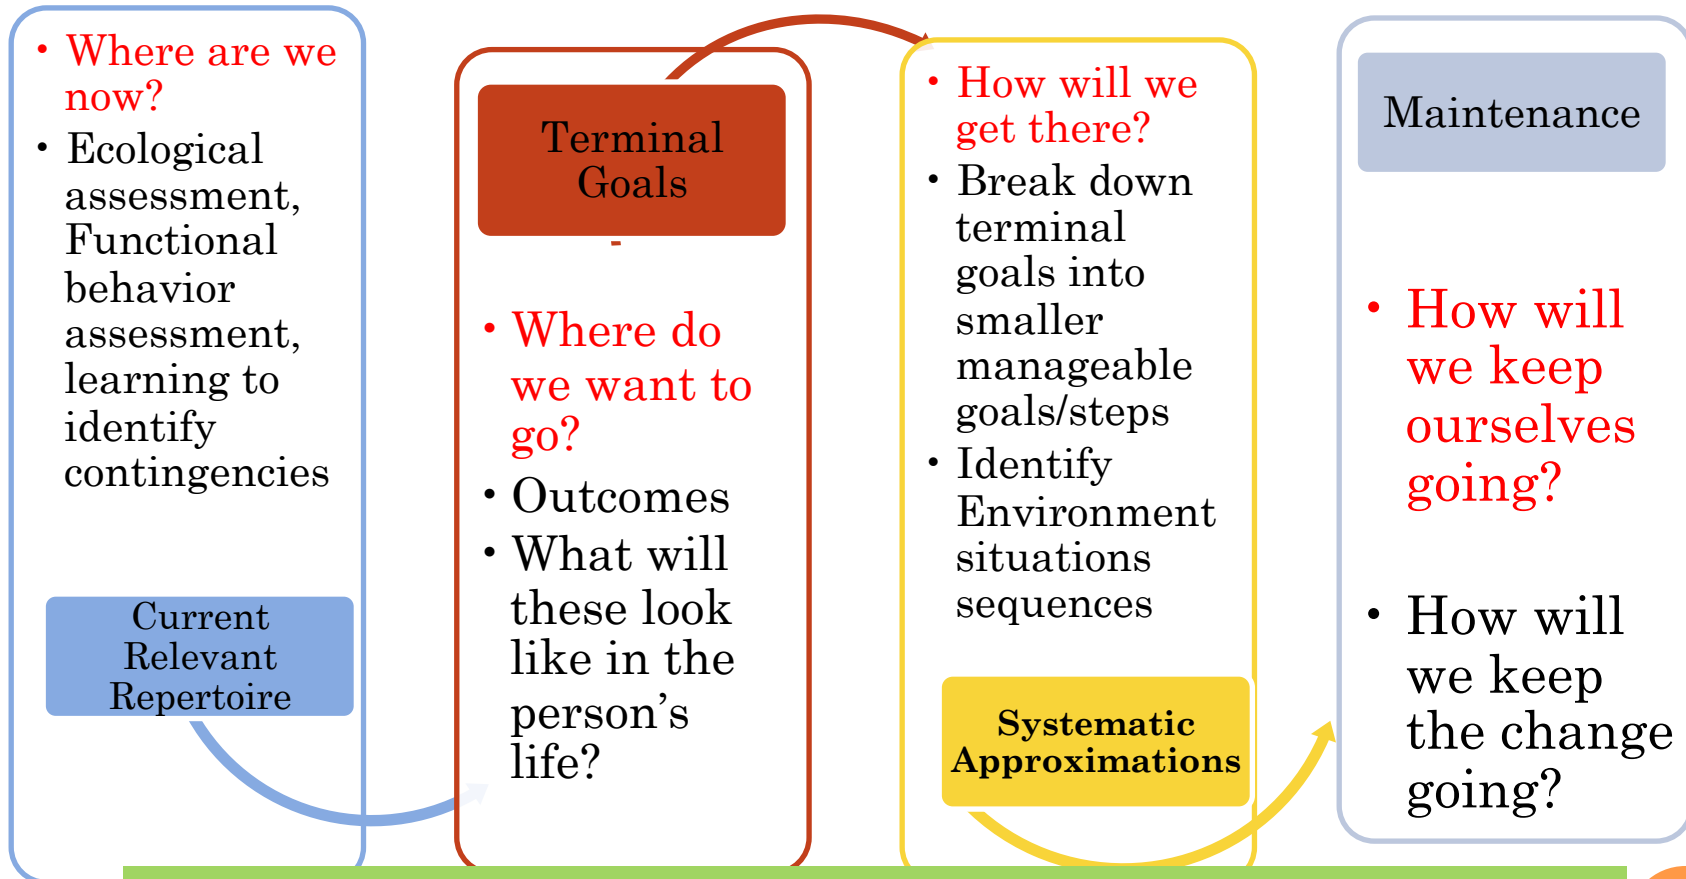 • Where are we
now?
• Ecological
assessment,
Functional
behavior
assessment,
learning to
identify
contingencies
Current
Relevant
Repertoire
Terminal
Goals
• Where do
we want to
go?
• Outcomes
• What will
these look
like in the
person’s
life?
• How will we
get there?
• Break down
terminal
goals into
smaller
manageable
goals/steps
• Identify
Environment
situations
sequences
Systematic
Approximations
Maintenance
• How will
we keep
ourselves
going?
• How will
we keep
the change
going?